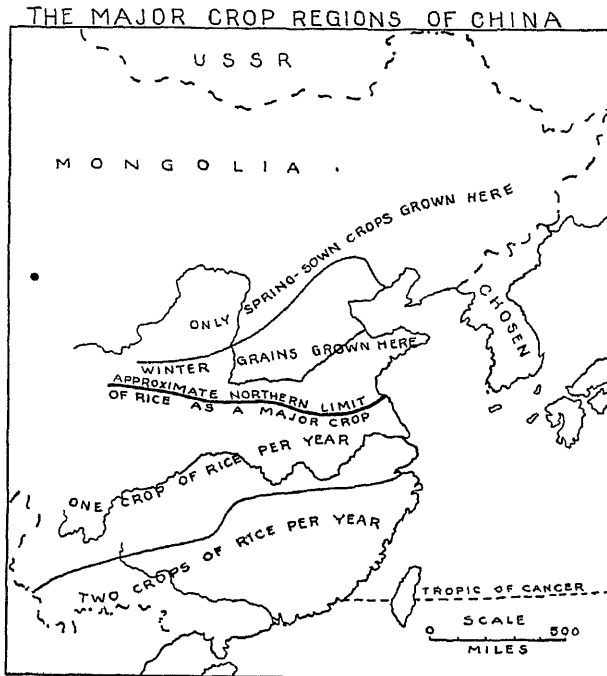 THE MAJOR CROP REGIONS OF CHINA
USSR
MONGOLIA
ONLY SPRING-SOWN CROPS GROWN HERE
CHOSEN
WINTER GRAINS GROWN HERE
APPROXIMATE NORTHERN LIMIT
OF RICE AS A MAJOR CROP
ONE CROP OF RICE PER YEAR
TWO CROPS OF RICE PER YEAR
TROPIC OF CANCER
SCALE
0 500
MILES